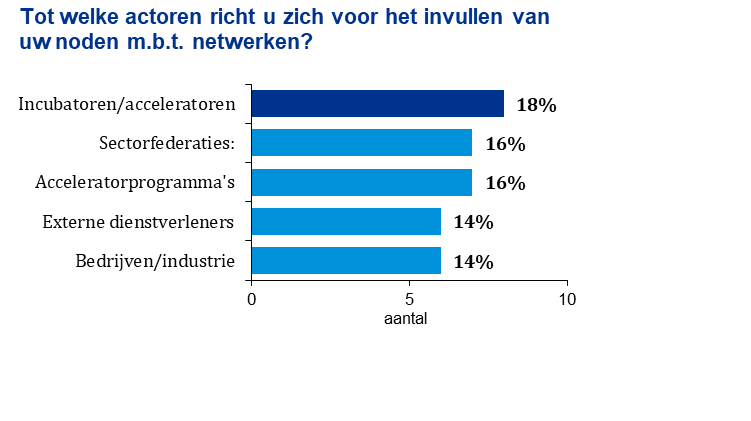 Tot welke actoren richt u zich voor het invullen van
uw noden m.b.t. netwerken?
Incubatoren/acceleratoren 18%
Sectorfederaties: 16%
Acceleratorprogramma's 16%
Externe dienstverleners 14%
Bedrijven/industrie 14%
0 5 10
aantal